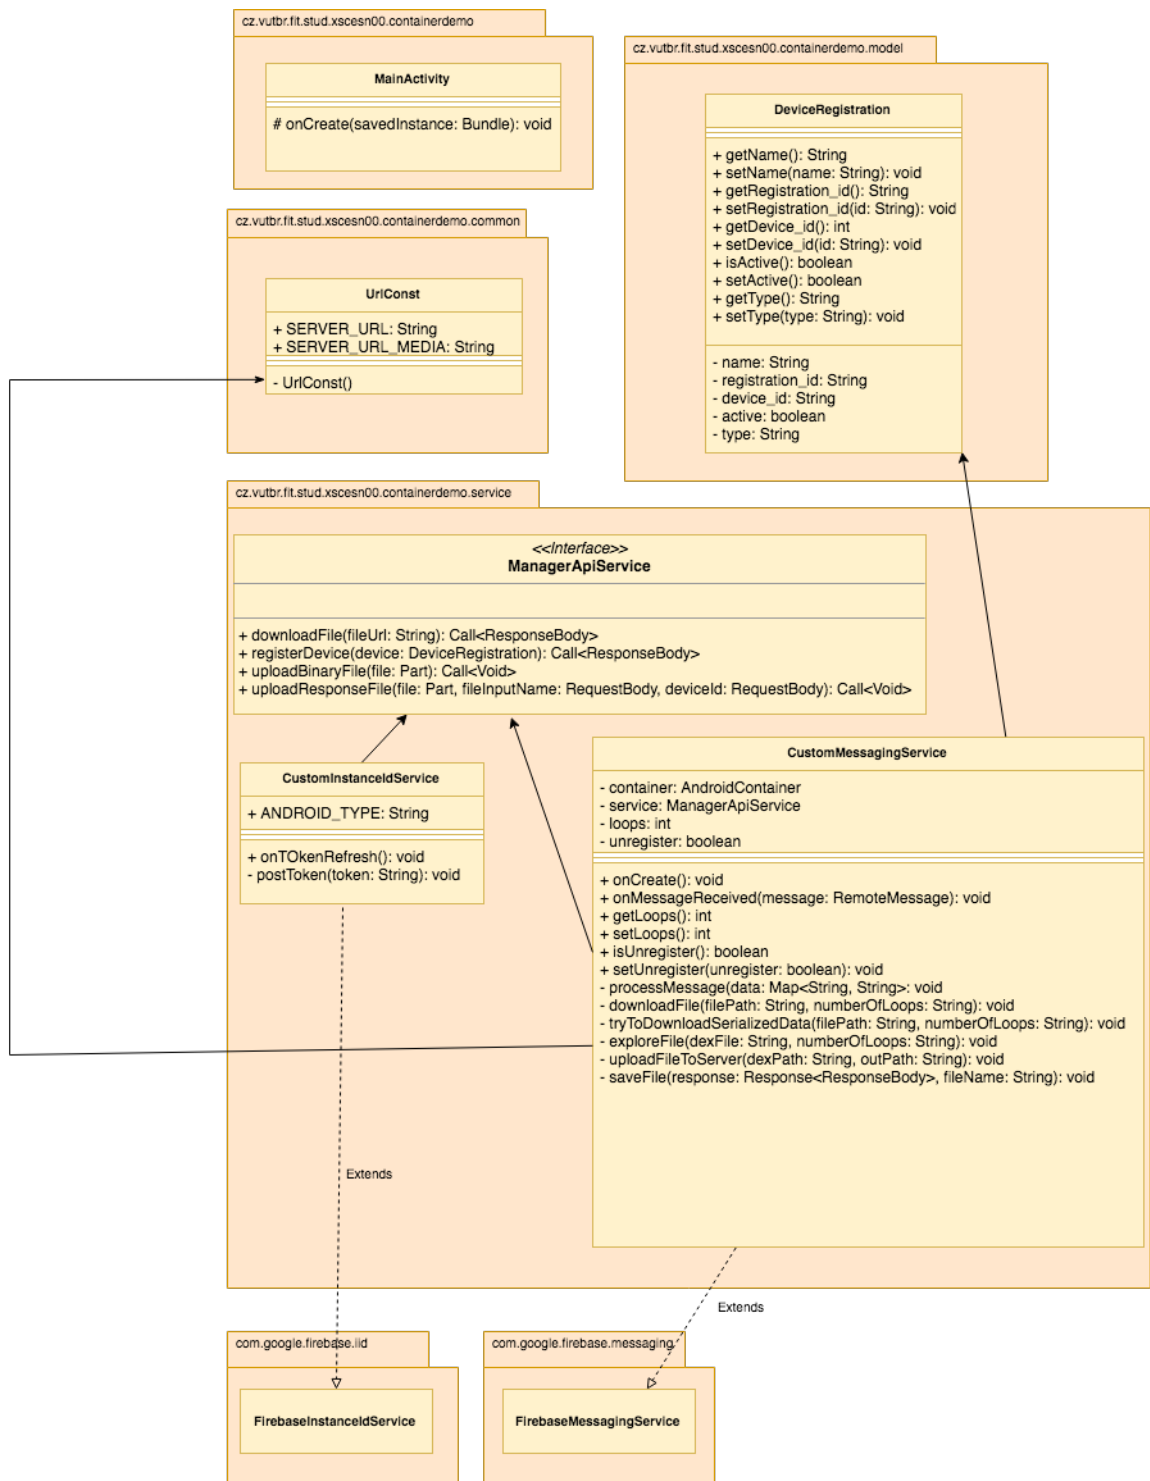 cz.vutbr.fit.stud.xscesn00.containerdemo
MainActivity
# onCreate(savedInstance: Bundle): void
cz.vutbr.fit.stud.xscesn00.containerdemo.model
DeviceRegistration
+ getName(): String
+ setName(name: String): void
+ getRegistration_id(): String
+ setRegistration_id(id: String): void
+ getDevice_id(): int
+ setDevice_id(id: String): void
+ isActive(): boolean
+ setActive(): boolean
+ getType(): String
+ setType(type: String): void
- name: String
- registration_id: String
- device_id: String
- active: boolean
- type: String
cz.vutbr.fit.stud.xscesn00.containerdemo.common
UrlConst
+ SERVER_URL: String
+ SERVER_URL_MEDIA: String
- UrlConst()
cz.vutbr.fit.stud.xscesn00.containerdemo.service
<<Interface>>
ManagerApiService
+ downloadFile(fileUrl: String): Call<ResponseBody>
+ registerDevice(device: DeviceRegistration): Call<ResponseBody>
+ uploadBinaryFile(file: Part): Call<Void>
+ uploadResponseFile(file: Part, fileInputName: RequestBody, deviceId: RequestBody): Call<Void>
CustomInstanceIdService
+ ANDROID_TYPE: String
+ onTOkenRefresh(): void
- postToken(token: String): void
CustomMessagingService
- container: AndroidContainer
- service: ManagerApiService
- loops: int
- unregister: boolean
+ onCreate(): void
+ onMessageReceived(message: RemoteMessage): void
+ getLoops(): int
+ setLoops(): int
+ isUnregister(): boolean
+ setUnregister(unregister: boolean): void
- processMessage(data: Map<String, String>: void
- downloadFile(filePath: String, numberOfLoops: String): void
- tryToDownloadSerializedData(filePath: String, numberOfLoops: String): void
- exploreFile(dexFile: String, numberOfLoops: String): void
- uploadFileToServer(dexPath: String, outPath: String): void
- saveFile(response: Response<ResponseBody>, fileName: String): void
Extends
Extends
com.google.firebase.iid
FirebaseInstanceIdService
com.google.firebase.messaging
FirebaseMessagingService